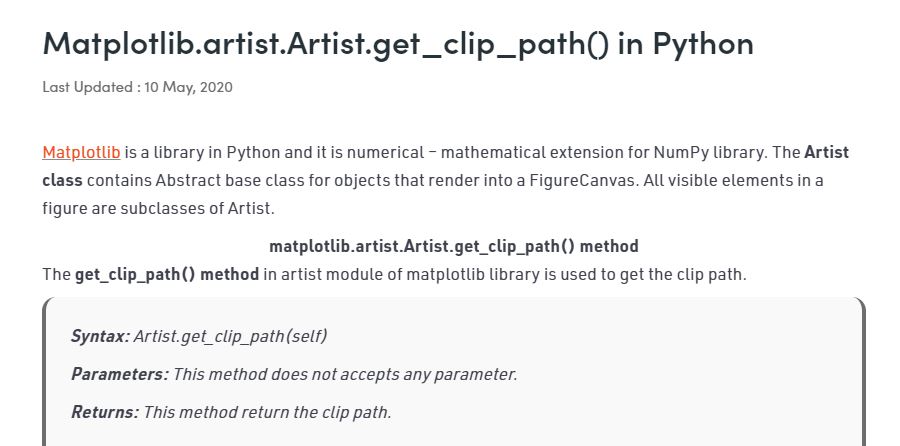 Matplotlib.artist.Artist.get_clip_path() in Python
Last Updated : 10 May, 2020
Matplotlib is a library in Python and it is numerical – mathematical extension for NumPy library. The Artist
class contains Abstract base class for objects that render into a FigureCanvas. All visible elements in a
figure are subclasses of Artist.
matplotlib.artist.Artist.get_clip_path() method
The get_clip_path() method in artist module of matplotlib library is used to get the clip path.
Syntax: Artist.get_clip_path(self)
Parameters: This method does not accepts any parameter.
Returns: This method return the clip path.